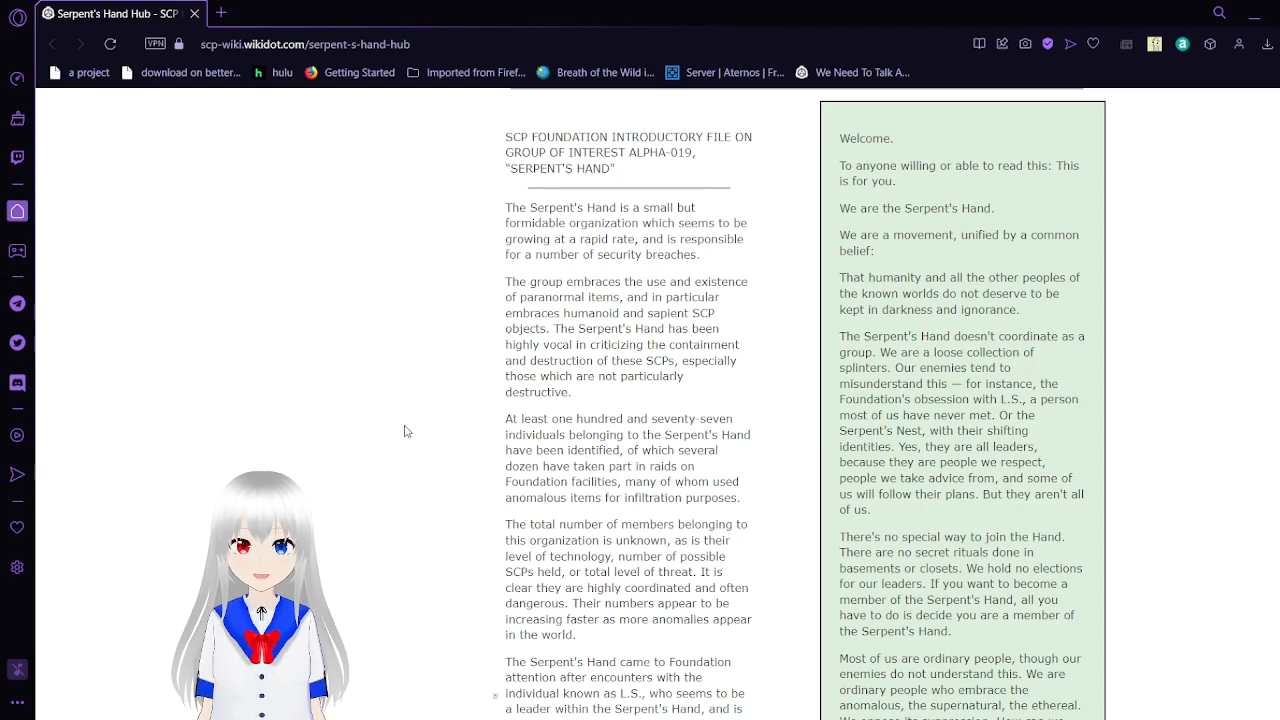 Serpent's Hand Hub - SCP
VPN
scp-wiki.wikidot.com/serpent-s-hand-hub
a project
download on better...
h
hulu
Getting Started
Imported from Firef...
Breath of the Wild i...
Server | Aternos | Fr...
We Need To Talk A...
SCP FOUNDATION INTRODUCTORY FILE ON
GROUP OF INTEREST ALPHA-019,
"SERPENT'S HAND"
The Serpent's Hand is a small but
formidable organization which seems to be
growing at a rapid rate, and is responsible
for a number of security breaches.
The group embraces the use and existence
of paranormal items, and in particular
embraces humanoid and sapient SCP
objects. The Serpent's Hand has been
highly vocal in criticizing the containment
and destruction of these SCPs, especially
those which are not particularly
destructive.
At least one hundred and seventy-seven
individuals belonging to the Serpent's Hand
have been identified, of which several
dozen have taken part in raids on
Foundation facilities, many of whom used
anomalous items for infiltration purposes.
The total number of members belonging to
this organization is unknown, as is their
level of technology, number of possible
SCPs held, or total level of threat. It is
clear they are highly coordinated and often
dangerous. Their numbers appear to be
increasing faster as more anomalies appear
in the world.
The Serpent's Hand came to Foundation
attention after encounters with the
individual known as L.S., who seems to be
a leader within the Serpent's Hand, and is
Welcome.
To anyone willing or able to read this: This
is for you.
We are the Serpent's Hand.
We are a movement, unified by a common
belief:
That humanity and all the other peoples of
the known worlds do not deserve to be
kept in darkness and ignorance.
The Serpent's Hand doesn't coordinate as a
group. We are a loose collection of
splinters. Our enemies tend to
misunderstand this — for instance, the
Foundation's obsession with L.S., a person
most of us have never met. Or the
Serpent's Nest, with their shifting
identities. Yes, they are all leaders,
because they are people we respect,
people we take advice from, and some of
us will follow their plans. But they aren't all
of us.
There's no special way to join the Hand.
There are no secret rituals done in
basements or closets. We hold no elections
for our leaders. If you want to become a
member of the Serpent's Hand, all you
have to do is decide you are a member of
the Serpent's Hand.
Most of us are ordinary people, though our
enemies do not understand this. We are
ordinary people who embrace the
anomalous, the supernatural, the ethereal.
We oppose its suppression. How can we